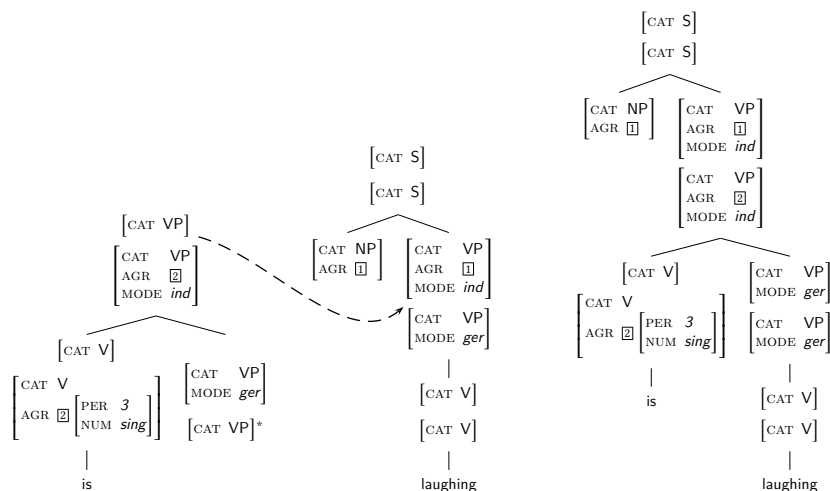 [CAT VP]
[CAT VP
AGR 2
MODE ind]
[CAT V]
[CAT V
AGR 2 [PER 3
NUM sing]]
is
[CAT VP
MODE ger]
[CAT VP]*
[CAT S]
[CAT S]
[CAT NP
AGR 1]
[CAT VP
AGR 1
MODE ind]
[CAT VP
MODE ger]
[CAT V]
[CAT V]
laughing
[CAT S]
[CAT S]
[CAT NP
AGR 1]
[CAT VP
AGR 1
MODE ind]
[CAT VP
AGR 2
MODE ind]
[CAT V]
[CAT V
AGR 2 [PER 3
NUM sing]]
is
[CAT VP
MODE ger]
[CAT VP
MODE ger]
[CAT V]
[CAT V]
laughing